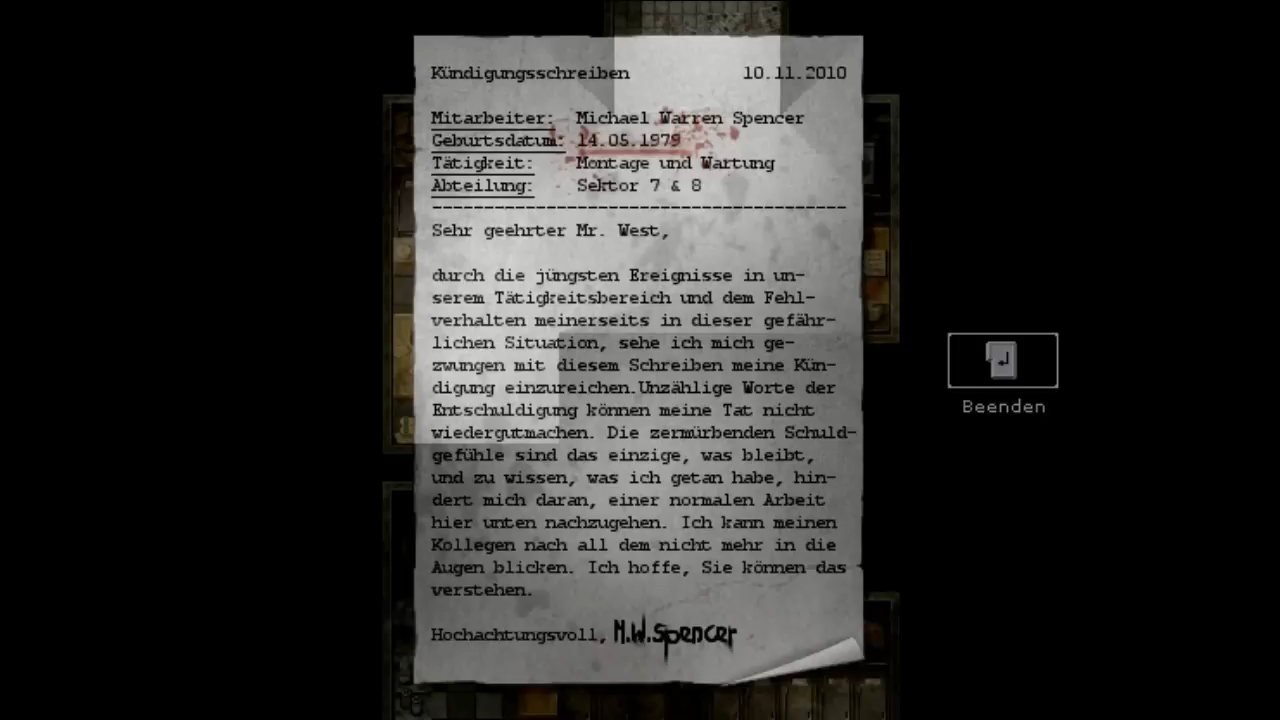 Kündigungsschreiben 10.11.2010
Mitarbeiter: Michael Warren Spencer
Geburtsdatum: 14.05.1979
Tätigkeit: Montage und Wartung
Abteilung: Sektor 7 & 8
----------------------------------------
Sehr geehrter Mr. West,
durch die jüngsten Ereignisse in un-
serem Tätigkeitsbereich und dem Fehl-
verhalten meinerseits in dieser gefähr-
lichen Situation, sehe ich mich ge-
zwungen mit diesem Schreiben meine Kün-
digung einzureichen.Unzählige Worte der
Entschuldigung können meine Tat nicht
wiedergutmachen. Die zermürbenden Schuld-
gefühle sind das einzige, was bleibt,
und zu wissen, was ich getan habe, hin-
dert mich daran, einer normalen Arbeit
hier unten nachzugehen. Ich kann meinen
Kollegen nach all dem nicht mehr in die
Augen blicken. Ich hoffe, Sie können das
verstehen.
Hochachtungsvoll, M.W.Spencer
Beenden